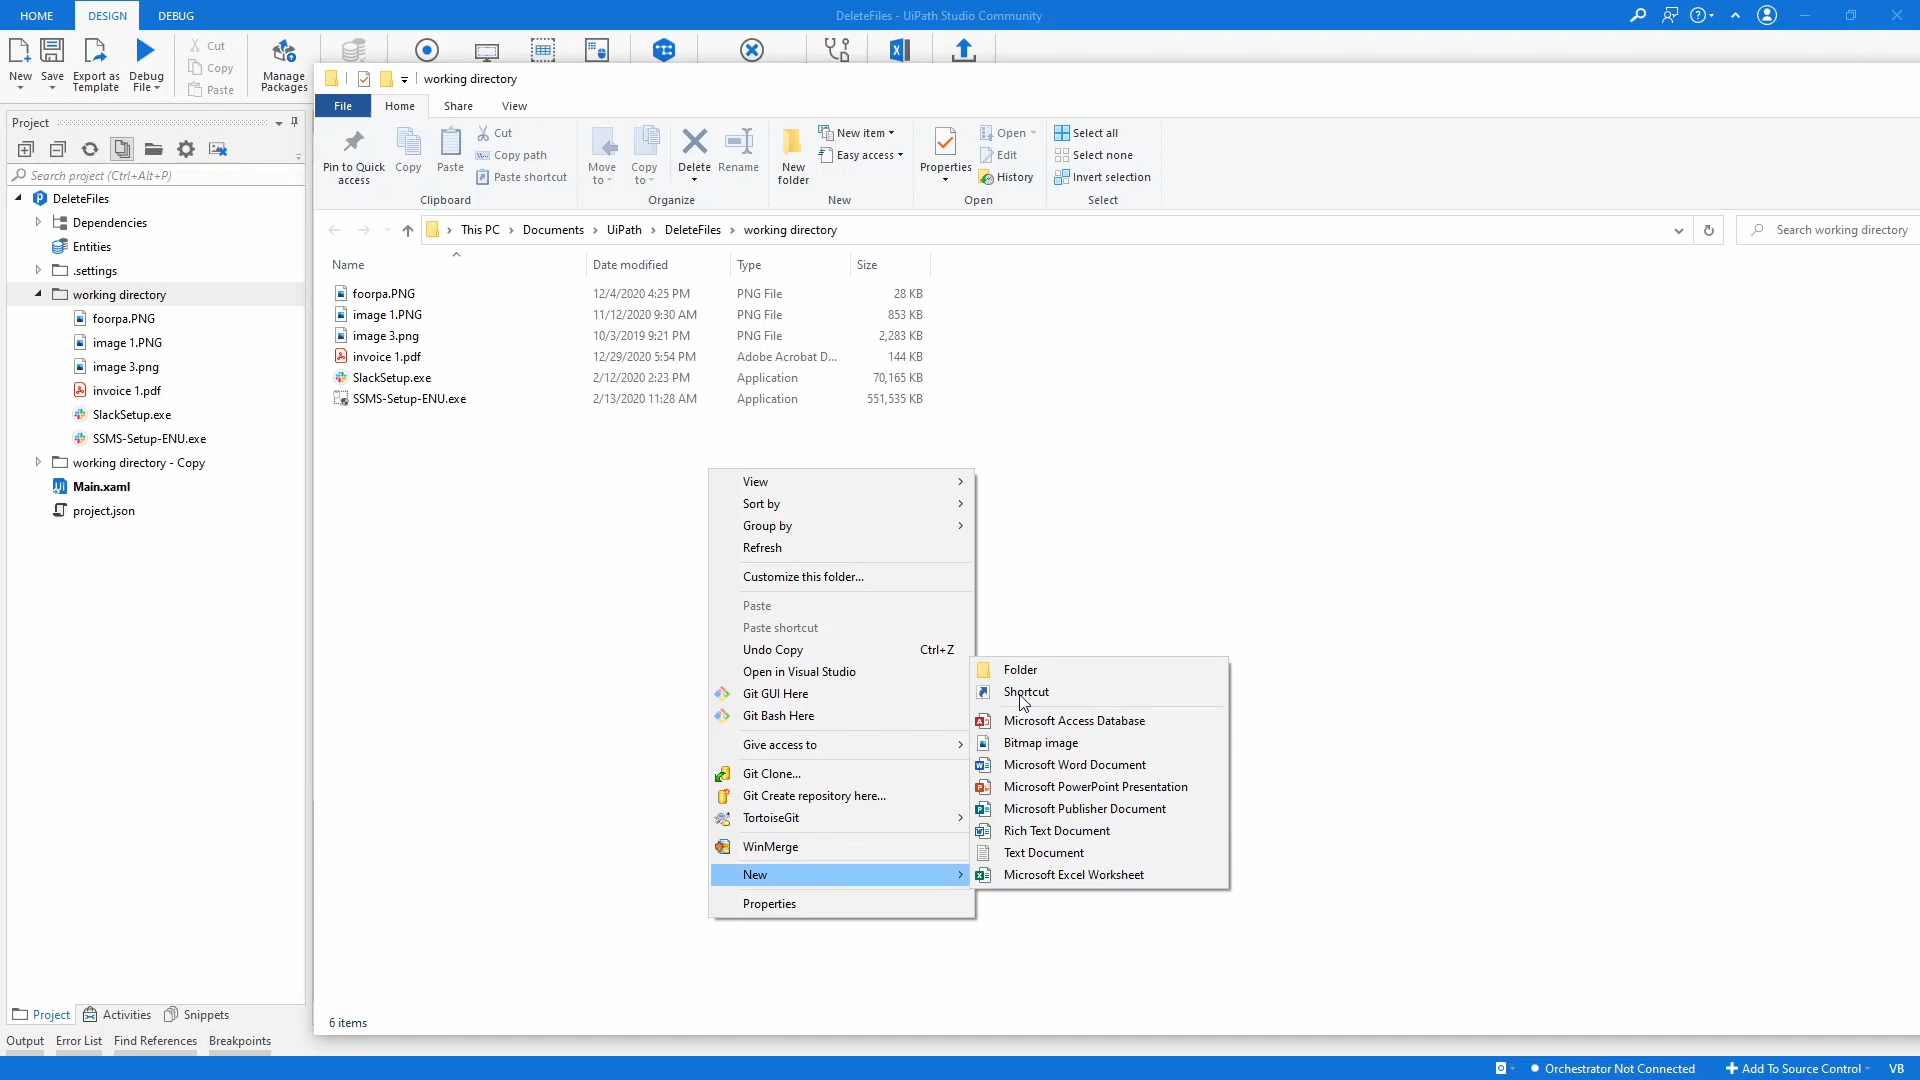 HOME
DESIGN
DEBUG
DeleteFiles - UiPath Studio Community
New
Save
Export as Template
Debug File
Cut
Copy
Paste
Manage Packages
working directory
File
Home
Share
View
Pin to Quick access
Copy
Paste
Cut
Copy path
Paste shortcut
Clipboard
Move to
Copy to
Delete
Rename
Organize
New folder
New item
Easy access
New
Properties
Open
Edit
History
Open
Select all
Select none
Invert selection
Select
Project
Search project (Ctrl+Alt+P)
DeleteFiles
Dependencies
Entities
.settings
working directory
foorpa.PNG
image 1.PNG
image 3.png
invoice 1.pdf
SlackSetup.exe
SSMS-Setup-ENU.exe
working directory - Copy
Main.xaml
project.json
This PC > Documents > UiPath > DeleteFiles > working directory
Search working directory
Name Date modified Type Size
foorpa.PNG 12/4/2020 4:25 PM PNG File 28 KB
image 1.PNG 11/12/2020 9:30 AM PNG File 853 KB
image 3.png 10/3/2019 9:21 PM PNG File 2,283 KB
invoice 1.pdf 12/29/2020 5:54 PM Adobe Acrobat D... 144 KB
SlackSetup.exe 2/12/2020 2:23 PM Application 70,165 KB
SSMS-Setup-ENU.exe 2/13/2020 11:28 AM Application 551,535 KB
View
Sort by
Group by
Refresh
Customize this folder...
Paste
Paste shortcut
Undo Copy Ctrl+Z
Open in Visual Studio
Git GUI Here
Git Bash Here
Give access to
Git Clone...
Git Create repository here...
TortoiseGit
WinMerge
New
Properties
Folder
Shortcut
Microsoft Access Database
Bitmap image
Microsoft Word Document
Microsoft PowerPoint Presentation
Microsoft Publisher Document
Rich Text Document
Text Document
Microsoft Excel Worksheet
6 items
Project
Activities
Snippets
Output
Error List
Find References
Breakpoints
Orchestrator Not Connected
Add To Source Control
VB